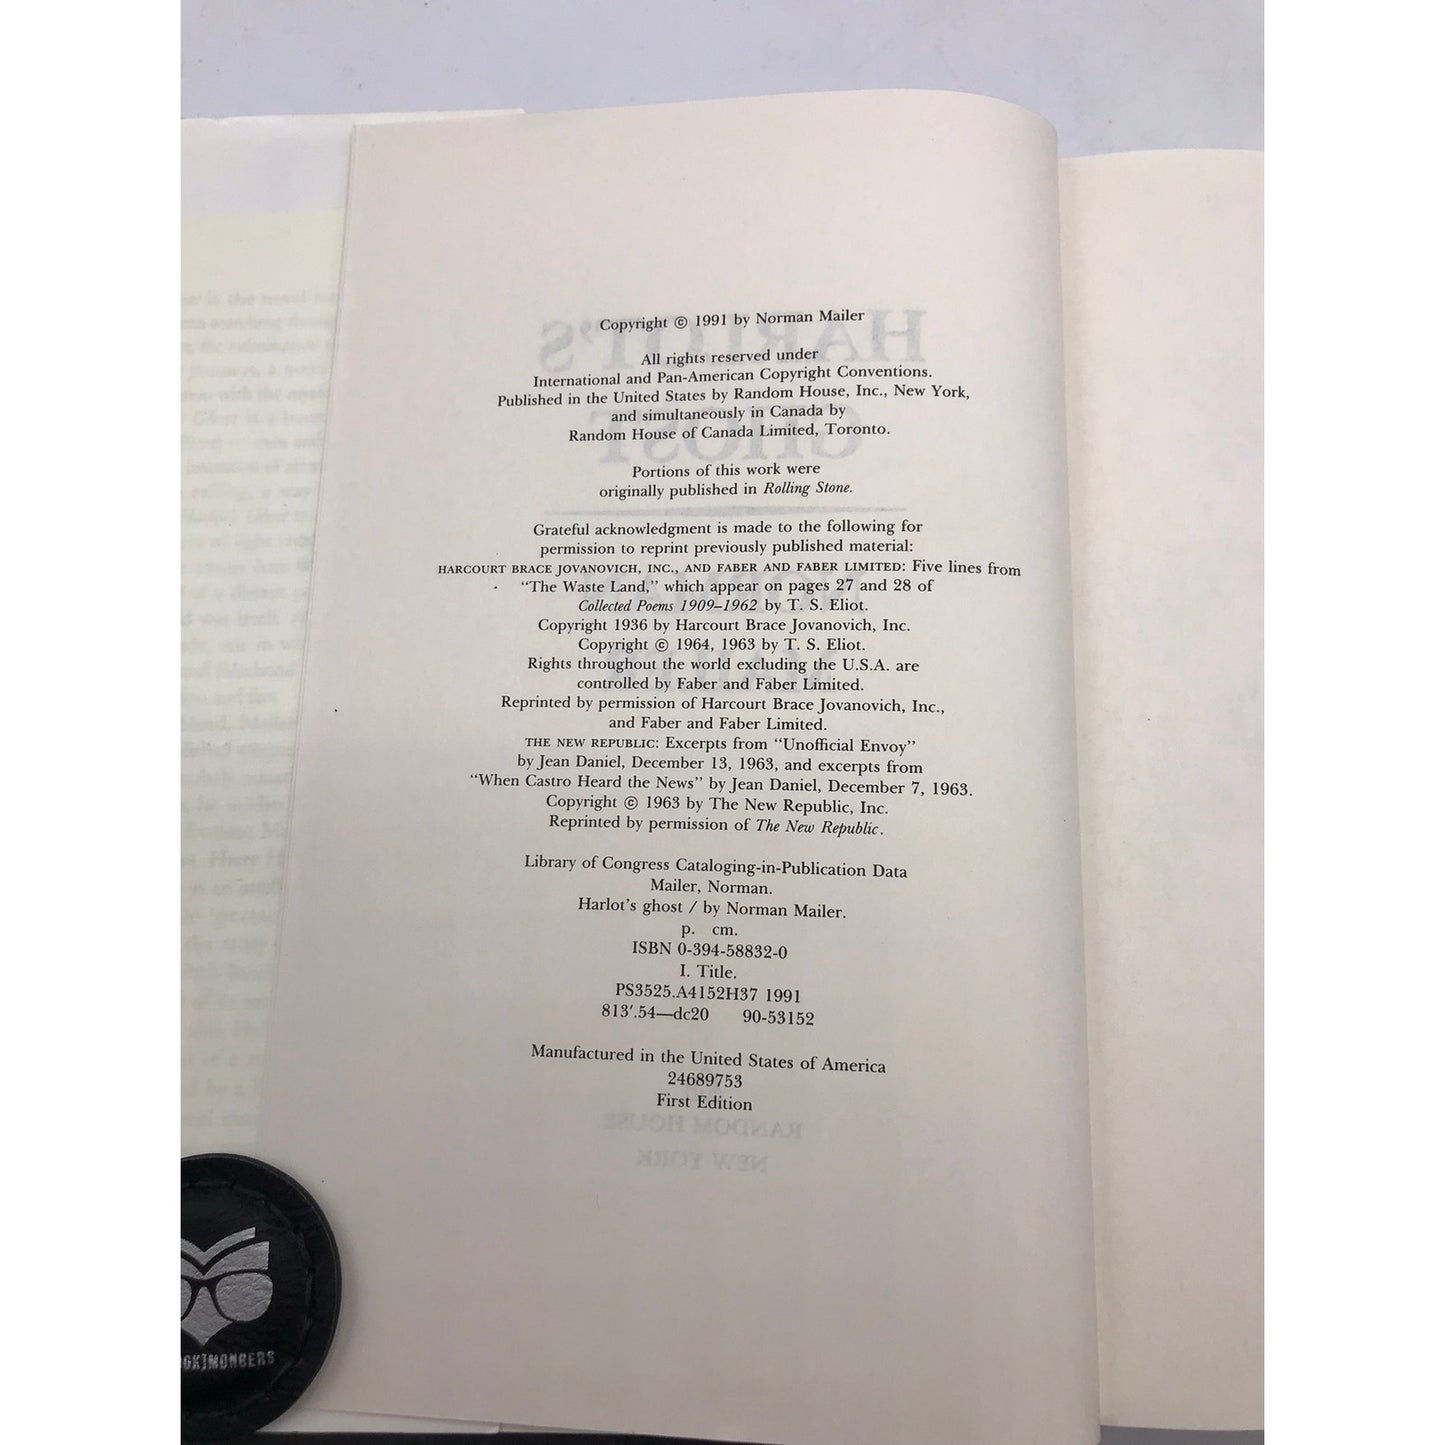 Copyright © 1991 by Norman Mailer
All rights reserved under
International and Pan-American Copyright Conventions.
Published in the United States by Random House, Inc., New York,
and simultaneously in Canada by
Random House of Canada Limited, Toronto.
Portions of this work were
originally published in Rolling Stone.
Grateful acknowledgment is made to the following for
permission to reprint previously published material:
HARCOURT BRACE JOVANOVICH, INC., AND FABER AND FABER LIMITED: Five lines from
"The Waste Land," which appear on pages 27 and 28 of
Collected Poems 1909–1962 by T. S. Eliot.
Copyright 1936 by Harcourt Brace Jovanovich, Inc.
Copyright © 1964, 1963 by T. S. Eliot.
Rights throughout the world excluding the U.S.A. are
controlled by Faber and Faber Limited.
Reprinted by permission of Harcourt Brace Jovanovich, Inc.,
and Faber and Faber Limited.
THE NEW REPUBLIC: Excerpts from "Unofficial Envoy"
by Jean Daniel, December 13, 1963, and excerpts from
"When Castro Heard the News" by Jean Daniel, December 7, 1963.
Copyright © 1963 by The New Republic, Inc.
Reprinted by permission of The New Republic.
Library of Congress Cataloging-in-Publication Data
Mailer, Norman.
Harlot's ghost / by Norman Mailer.
p. cm.
ISBN 0-394-58832-0
I. Title.
PS3525.A4152H37 1991
813'.54—dc20 90-53152
Manufactured in the United States of America
24689753
First Edition
RANDOM HOUSE
NEW YORK